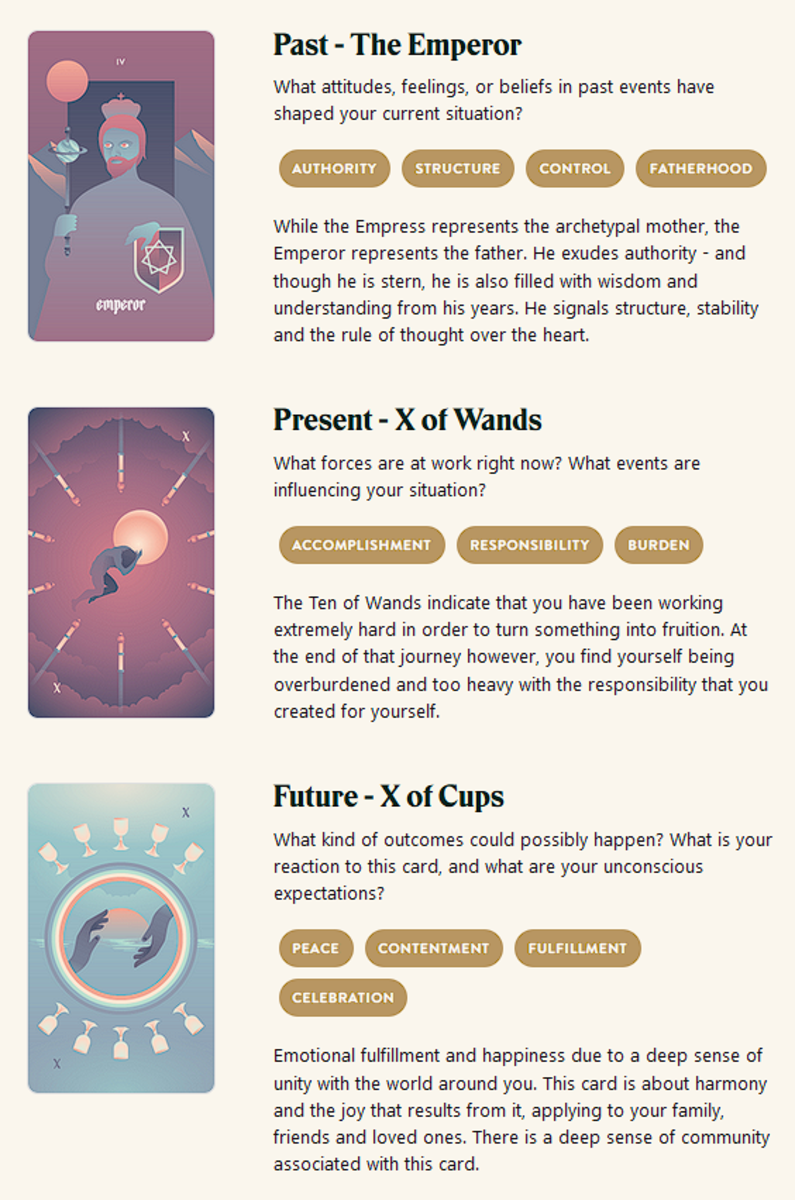 IV
emperor
Past - The Emperor
What attitudes, feelings, or beliefs in past events have
shaped your current situation?
AUTHORITY STRUCTURE CONTROL FATHERHOOD
While the Empress represents the archetypal mother, the
Emperor represents the father. He exudes authority - and
though he is stern, he is also filled with wisdom and
understanding from his years. He signals structure, stability
and the rule of thought over the heart.
X
X
Present - X of Wands
What forces are at work right now? What events are
influencing your situation?
ACCOMPLISHMENT RESPONSIBILITY BURDEN
The Ten of Wands indicate that you have been working
extremely hard in order to turn something into fruition. At
the end of that journey however, you find yourself being
overburdened and too heavy with the responsibility that you
created for yourself.
X
X
Future - X of Cups
What kind of outcomes could possibly happen? What is your
reaction to this card, and what are your unconscious
expectations?
PEACE CONTENTMENT FULFILLMENT
CELEBRATION
Emotional fulfillment and happiness due to a deep sense of
unity with the world around you. This card is about harmony
and the joy that results from it, applying to your family,
friends and loved ones. There is a deep sense of community
associated with this card.